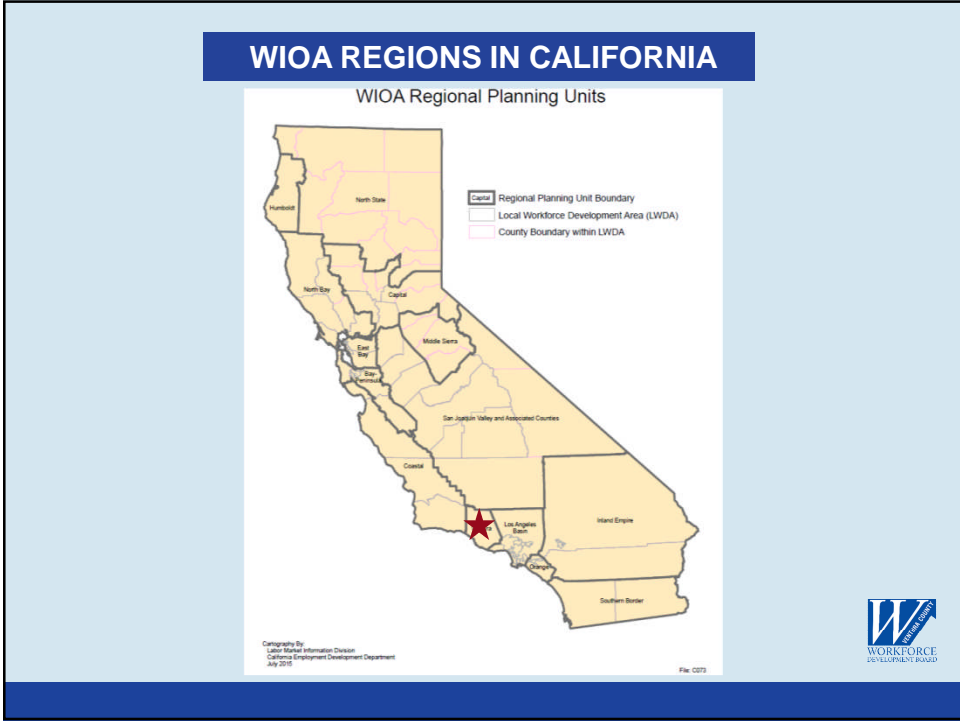 WIOA REGIONS IN CALIFORNIA
WIOA Regional Planning Units
Capital Regional Planning Unit Boundary
Local Workforce Development Area (LWDA)
County Boundary within LWDA
North State
Humboldt
North Bay
Capital
Middle Sierra
East
Bay
Bay-
Peninsula
San Joaquin Valley and Associated Counties
Coastal
Los Angeles
Basin
Inland Empire
Orange
Southern Border
Cartography By:
Labor Market Information Division
California Employment Development Department
July 2015
File: C073
VENTURA COUNTY
WORKFORCE
DEVELOPMENT BOARD